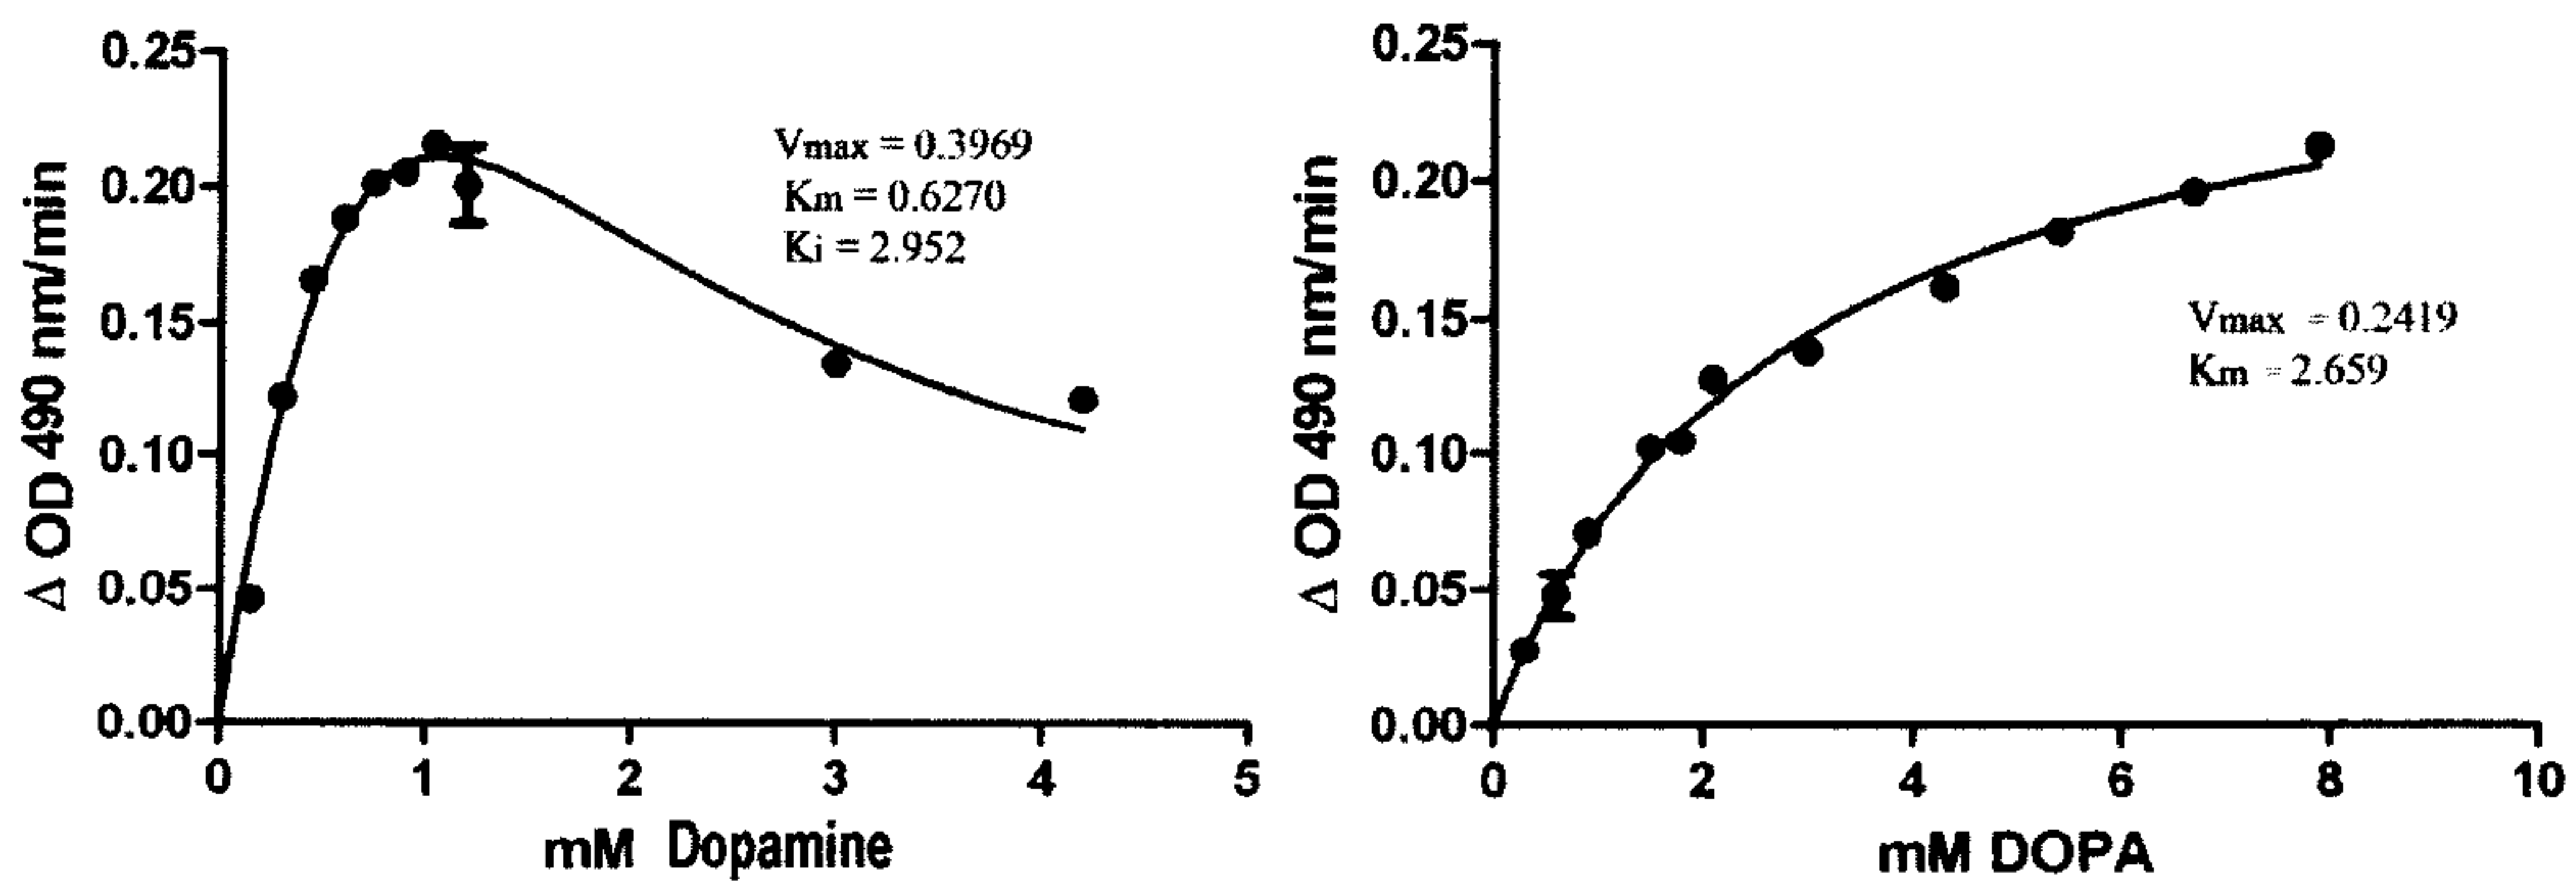 0.25
0.20
0.15
0.10
0.05
0.00
Δ OD 490 nm/min
Vmax = 0.3969
Km = 0.6270
Ki = 2.952
0 1 2 3 4 5
mM Dopamine
0.25
0.20
0.15
0.10
0.05
0.00
Δ OD 490 nm/min
Vmax = 0.2419
Km = 2.659
0 2 4 6 8 10
mM DOPA